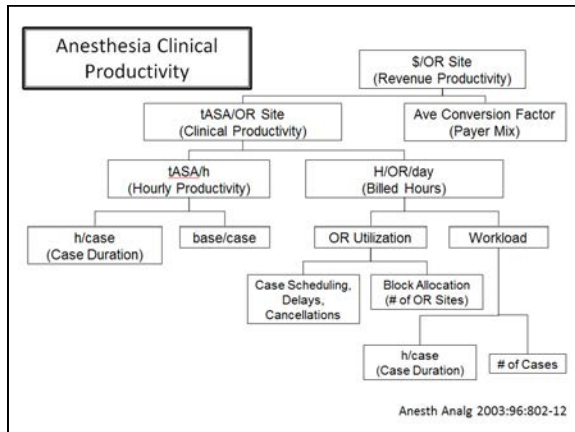 Anesthesia Clinical
Productivity
$/OR Site
(Revenue Productivity)
tASA/OR Site
(Clinical Productivity)
Ave Conversion Factor
(Payer Mix)
tASA/h
(Hourly Productivity)
H/OR/day
(Billed Hours)
h/case
(Case Duration)
base/case
OR Utilization
Workload
Case Scheduling,
Delays,
Cancellations
Block Allocation
(# of OR Sites)
h/case
(Case Duration)
# of Cases
Anesth Analg 2003:96:802-12